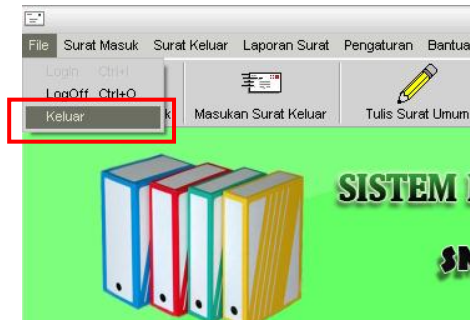 File Surat Masuk Surat Keluar Laporan Surat Pengaturan Bantua
Login Ctrl+I
LogOff Ctrl+O
Keluar
k Masukan Surat Keluar Tulis Surat Umum
SISTEM
SN